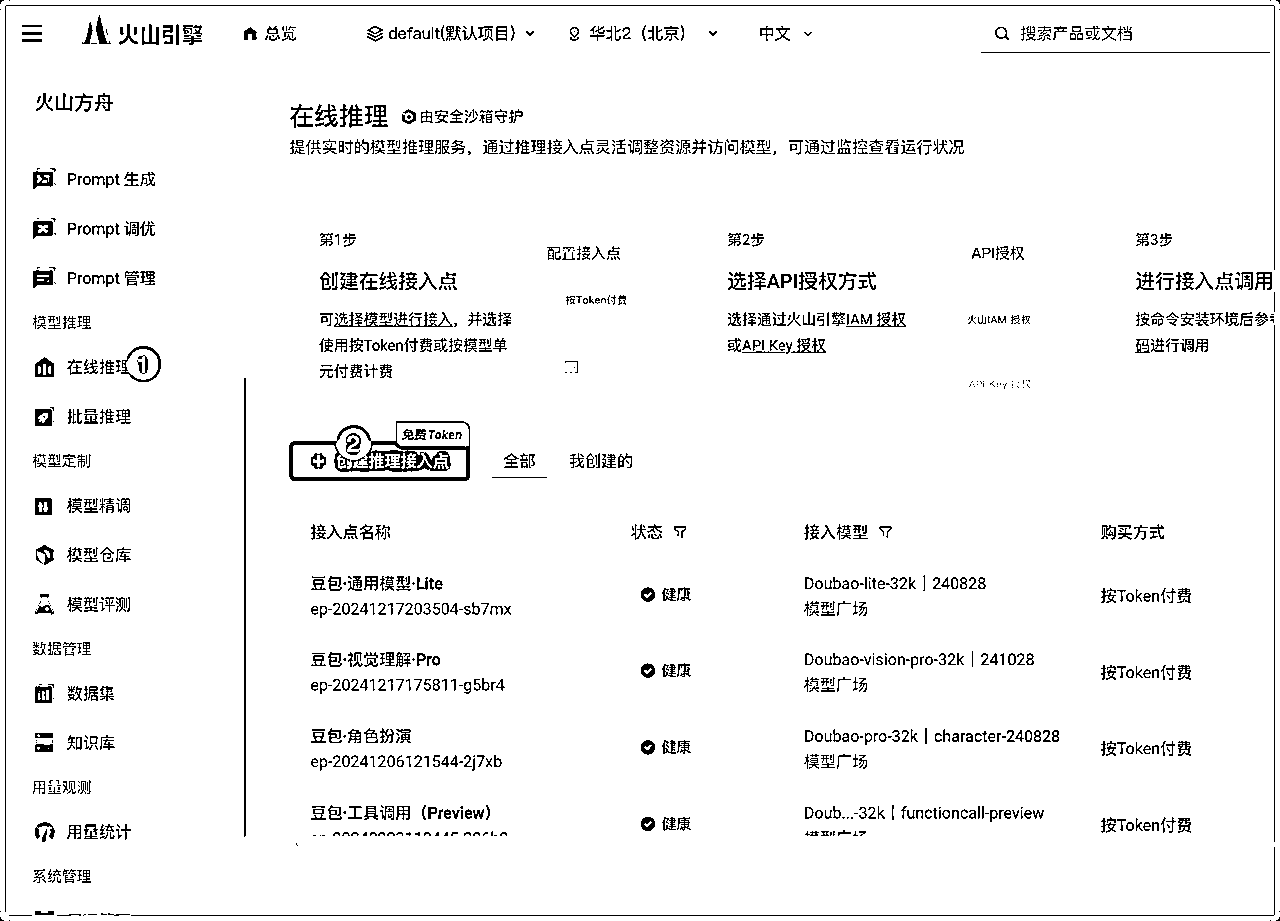 火山引擎
总览
default(默认项目)
华北2（北京）
中文
搜索产品或文档
火山方舟
Prompt 生成
Prompt 调优
Prompt 管理
模型推理
在线推理
1
批量推理
模型定制
模型精调
模型仓库
模型评测
数据管理
数据集
知识库
用量观测
用量统计
系统管理
在线推理
由安全沙箱守护
提供实时的模型推理服务，通过推理接入点灵活调整资源并访问模型，可通过监控查看运行状况
第1步
创建在线接入点
可选择模型进行接入，并选择
使用按Token付费或按模型单
元付费计费
配置接入点
按Token付费
第2步
选择API授权方式
选择通过火山引擎IAM 授权
或API Key 授权
API授权
火山IAM 授权
API Key 授权
第3步
进行接入点调用
按命令安装环境后参考
码进行调用
2
免费Token
创建推理接入点
全部
我创建的
接入点名称 状态 接入模型 购买方式
豆包·通用模型·Lite
ep-20241217203504-sb7mx
健康
Doubao-lite-32k | 240828
模型广场
按Token付费
豆包·视觉理解·Pro
ep-20241217175811-g5br4
健康
Doubao-vision-pro-32k | 241028
模型广场
按Token付费
豆包·角色扮演
ep-20241206121544-2j7xb
健康
Doubao-pro-32k | character-240828
模型广场
按Token付费
豆包·工具调用（Preview）
健康
Doub...-32k | functioncall-preview
模型广场
按Token付费